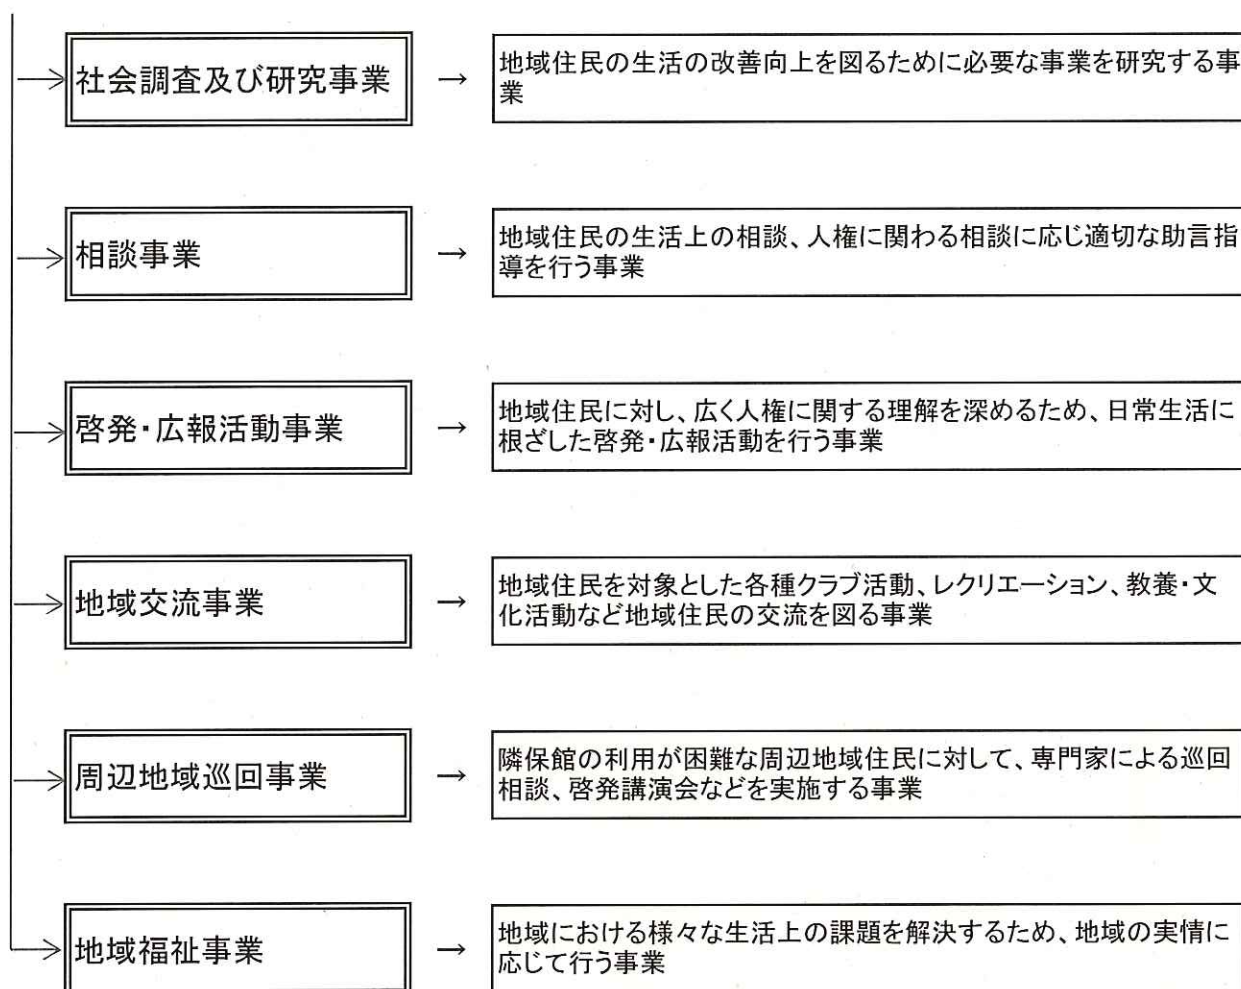 社会調査及び研究事業
→
地域住民の生活の改善向上を図るために必要な事業を研究する事
業
相談事業
→
地域住民の生活上の相談、人権に関わる相談に応じ適切な助言指
導を行う事業
啓発・広報活動事業
→
地域住民に対し、広く人権に関する理解を深めるため、日常生活に
根ざした啓発・広報活動を行う事業
地域交流事業
→
地域住民を対象とした各種クラブ活動、レクリエーション、教養・文
化活動など地域住民の交流を図る事業
周辺地域巡回事業
→
隣保館の利用が困難な周辺地域住民に対して、専門家による巡回
相談、啓発講演会などを実施する事業
地域福祉事業
→
地域における様々な生活上の課題を解決するため、地域の実情に
応じて行う事業